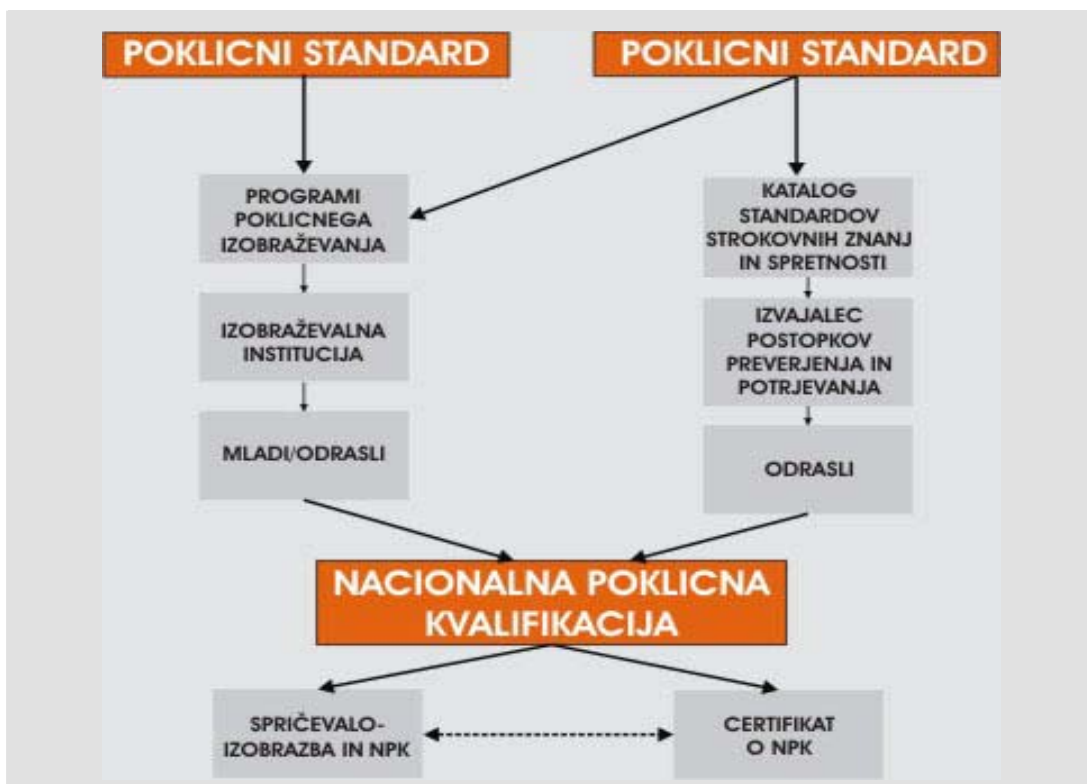 POKLICNI STANDARD
POKLICNI STANDARD
PROGRAMI
POKLICNEGA
IZOBRAŽEVANJA
KATALOG
STANDARDOV
STROKOVNIH ZNANJ
IN SPRETNOSTI
IZOBRAŽEVALNA
INSTITUCIJA
IZVAJALEC
POSTOPKOV
PREVERJENJA IN
POTRJEVANJA
MLADI/ODRASLI
ODRASLI
NACIONALNA POKLICNA
KVALIFIKACIJA
SPRIČEVALO-
IZOBRAZBA IN NPK
CERTIFIKAT
O NPK